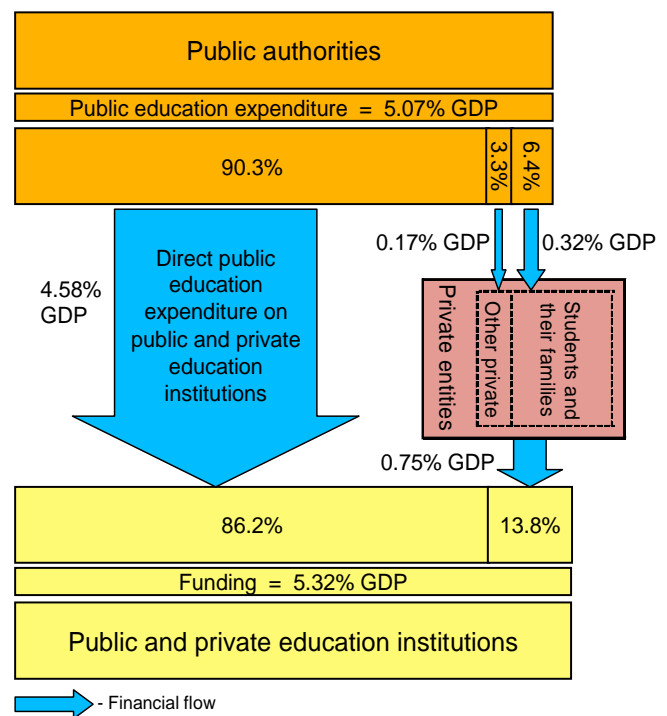 Public authorities
Public education expenditure = 5.07% GDP
90.3%
3.3%
6.4%
0.17% GDP
0.32% GDP
4.58%
GDP
Direct public
education
expenditure on
public and private
education
institutions
Private entities
Other private
Students and
their families
0.75% GDP
86.2%
13.8%
Funding = 5.32% GDP
Public and private education institutions
- Financial flow